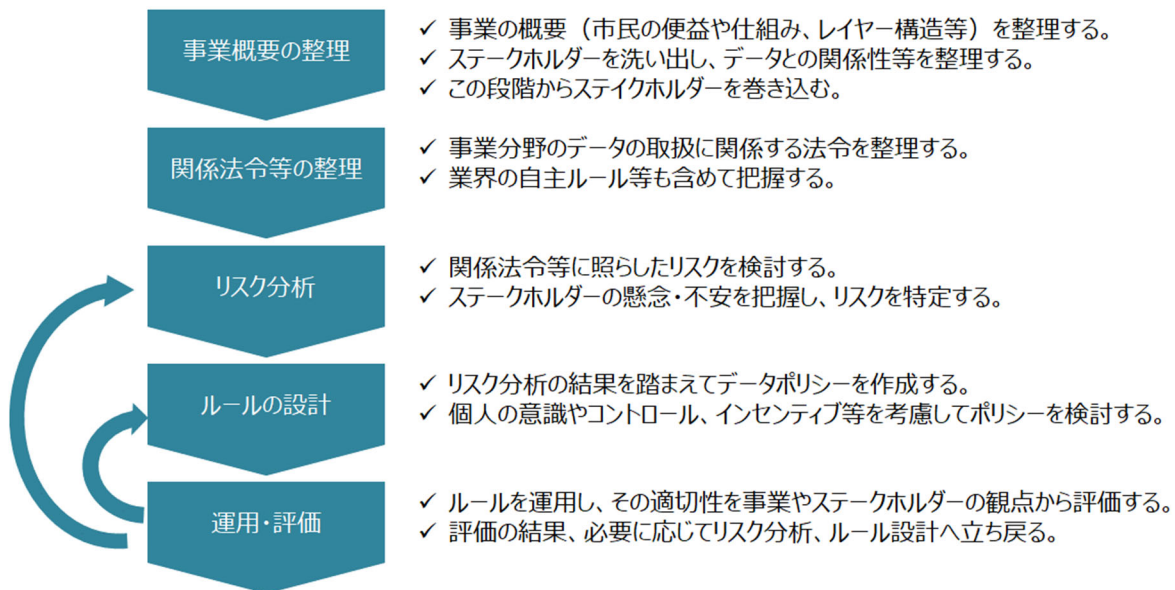 事業概要の整理
✓ 事業の概要（市民の便益や仕組み、レイヤー構造等）を整理する。
✓ ステークホルダーを洗い出し、データとの関係性等を整理する。
✓ この段階からステイクホルダーを巻き込む。
関係法令等の整理
✓ 事業分野のデータの取扱に関係する法令を整理する。
✓ 業界の自主ルール等も含めて把握する。
リスク分析
✓ 関係法令等に照らしたリスクを検討する。
✓ ステークホルダーの懸念・不安を把握し、リスクを特定する。
ルールの設計
✓ リスク分析の結果を踏まえてデータポリシーを作成する。
✓ 個人の意識やコントロール、インセンティブ等を考慮してポリシーを検討する。
運用・評価
✓ ルールを運用し、その適切性を事業やステークホルダーの観点から評価する。
✓ 評価の結果、必要に応じてリスク分析、ルール設計へ立ち戻る。